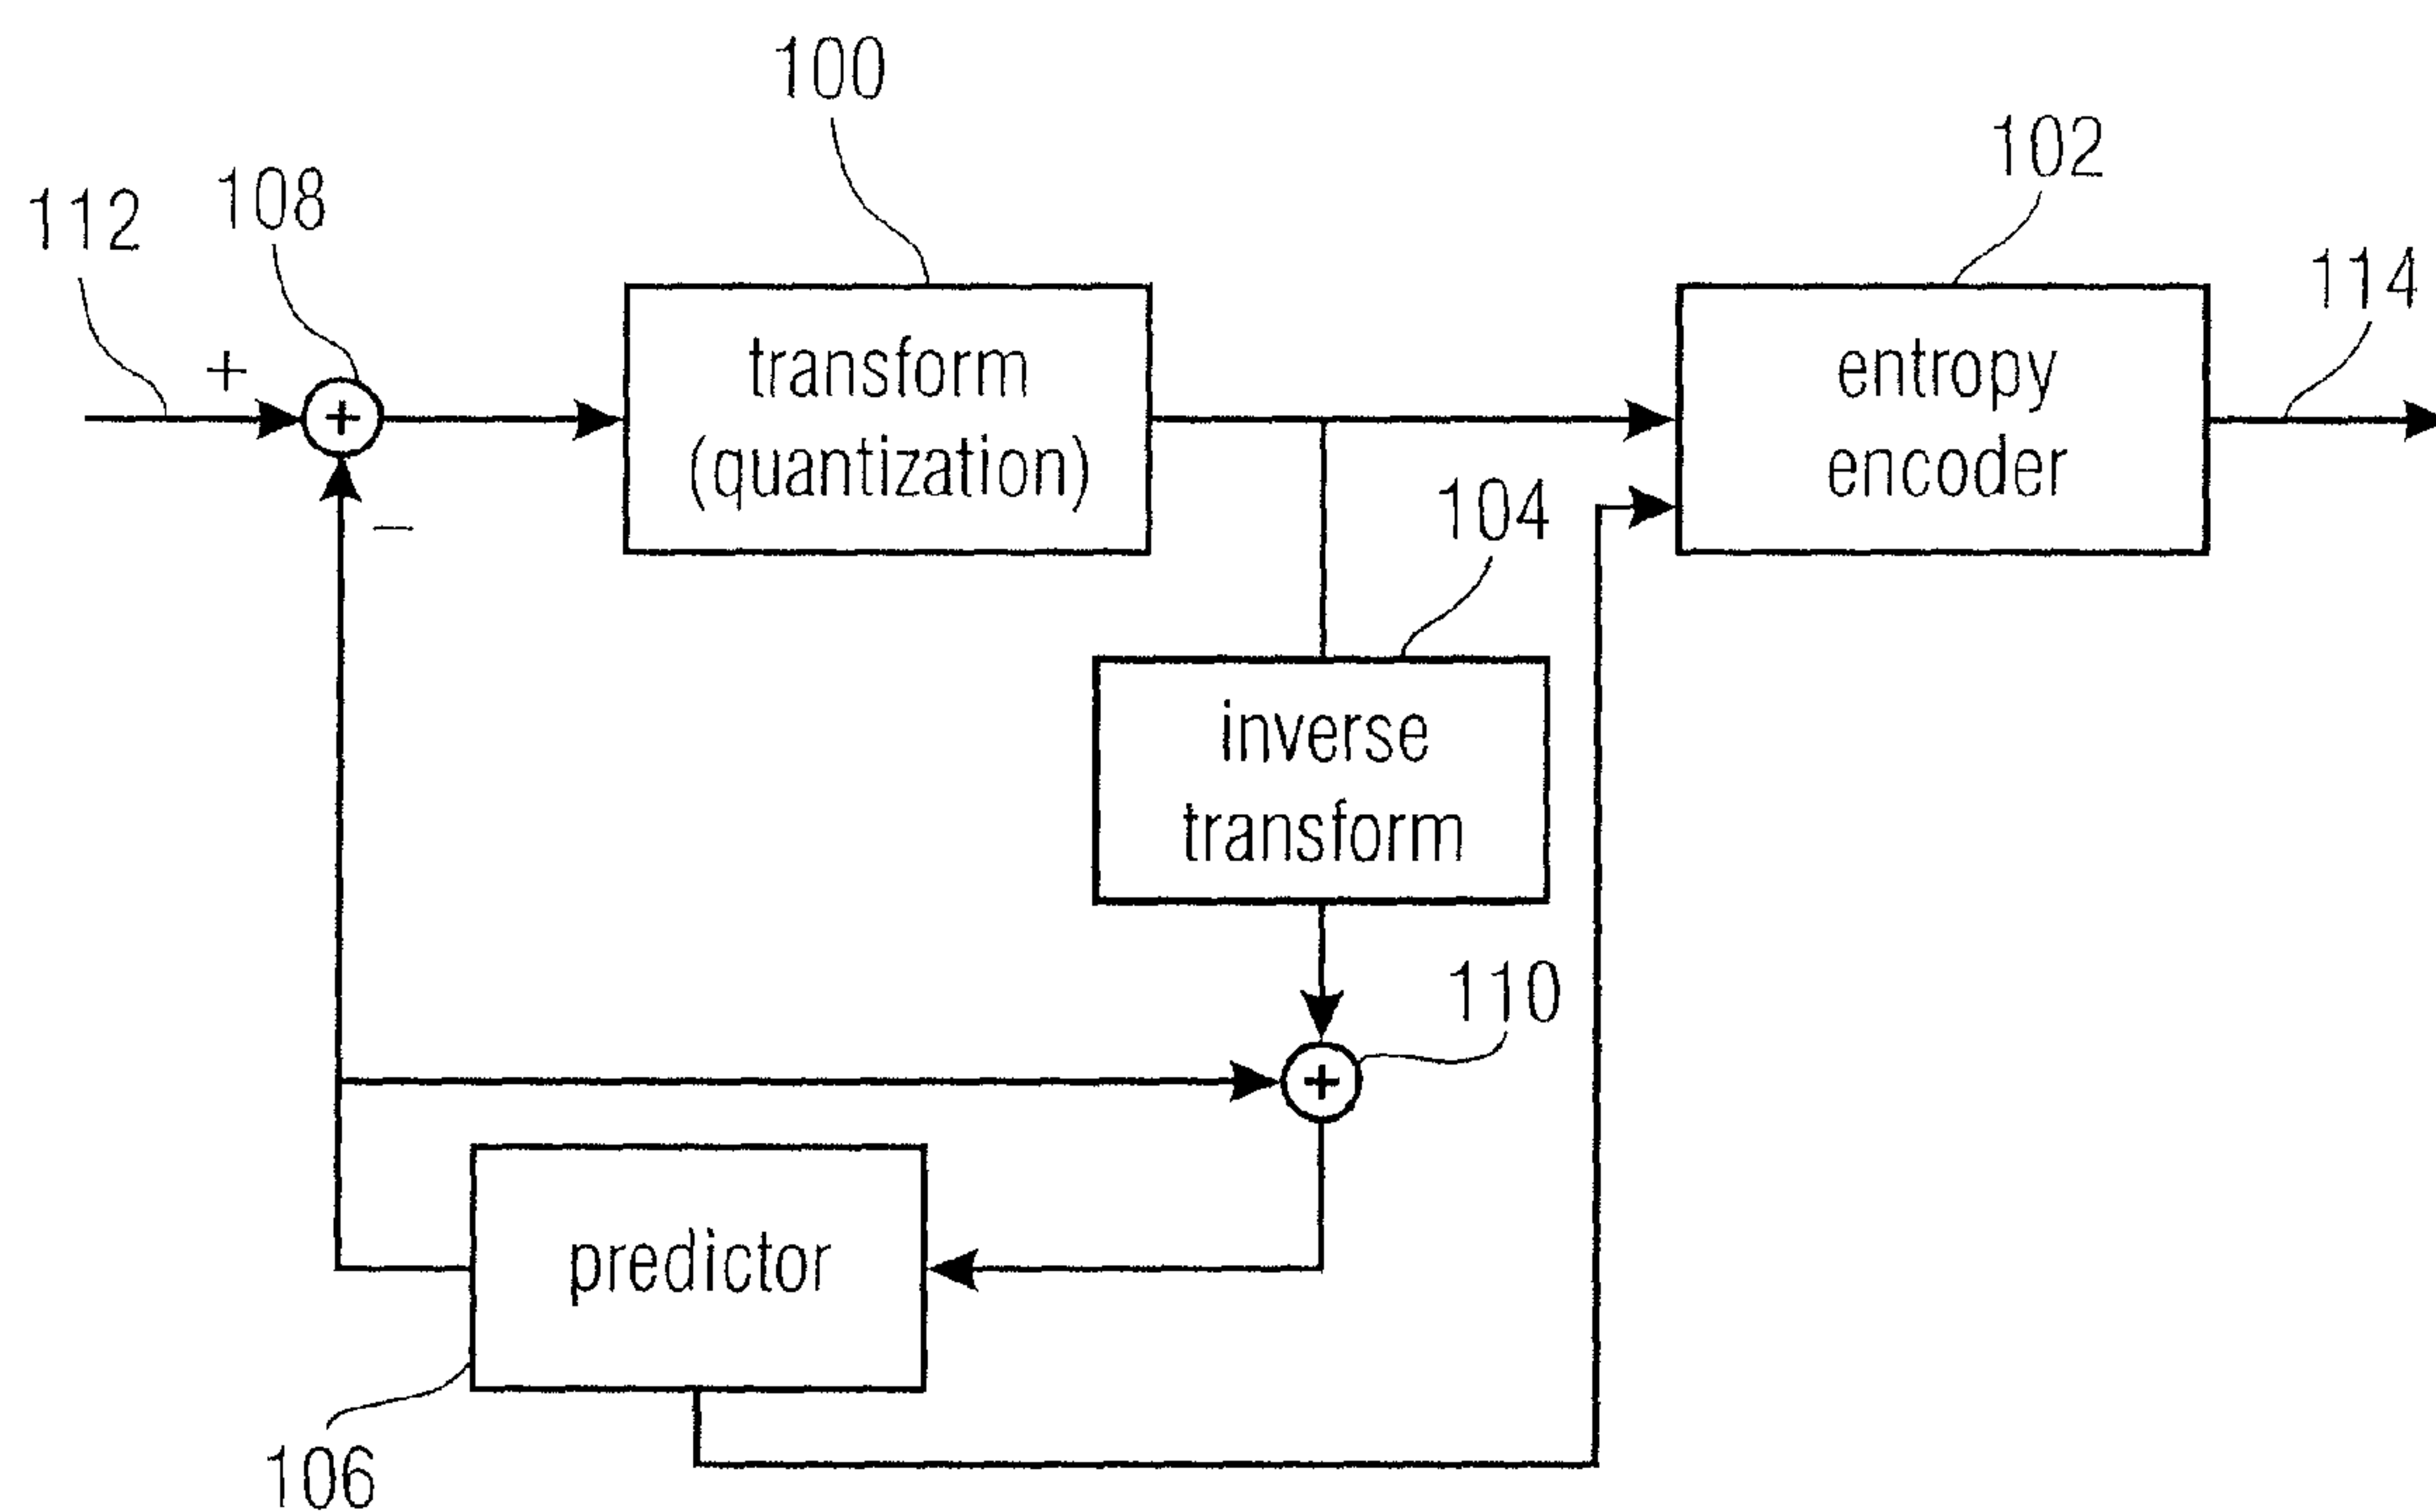 100
102
112
108
114
+
+
transform
(quantization)
entropy
encoder
−
104
inverse
transform
110
+
predictor
106